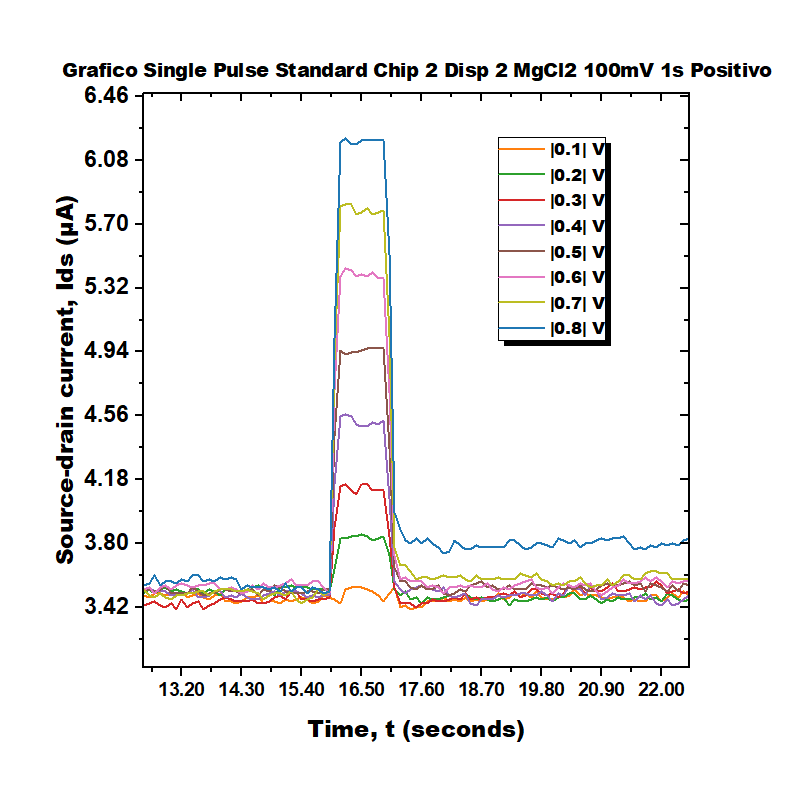 Grafico Single Pulse Standard Chip 2 Disp 2 MgCl2 100mV 1s Positivo
6.46
6.08
5.70
5.32
4.94
4.56
4.18
3.80
3.42
Source-drain current, Ids (µA)
|0.1| V
|0.2| V
|0.3| V
|0.4| V
|0.5| V
|0.6| V
|0.7| V
|0.8| V
13.20 14.30 15.40 16.50 17.60 18.70 19.80 20.90 22.00
Time, t (seconds)